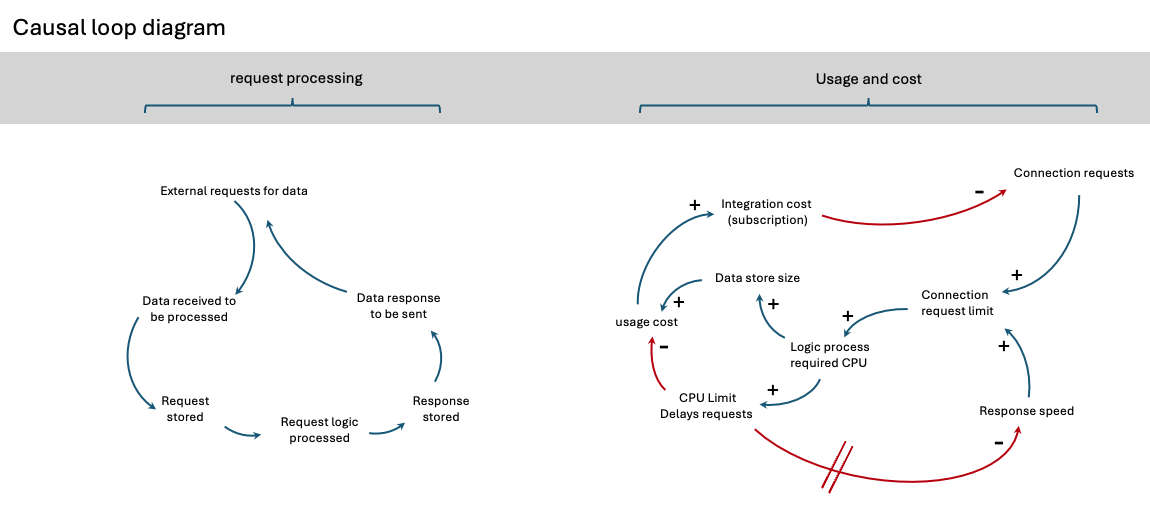 Causal loop diagram
request processing
Usage and cost
External requests for data
Data received to
be processed
Request
stored
Request logic
processed
Response
stored
Data response
to be sent
Connection requests
-
+
Integration cost
(subscription)
+
Data store size
+
usage cost
+
Connection
request limit
+
Logic process
required CPU
+
-
CPU Limit
Delays requests
+
Response speed
-